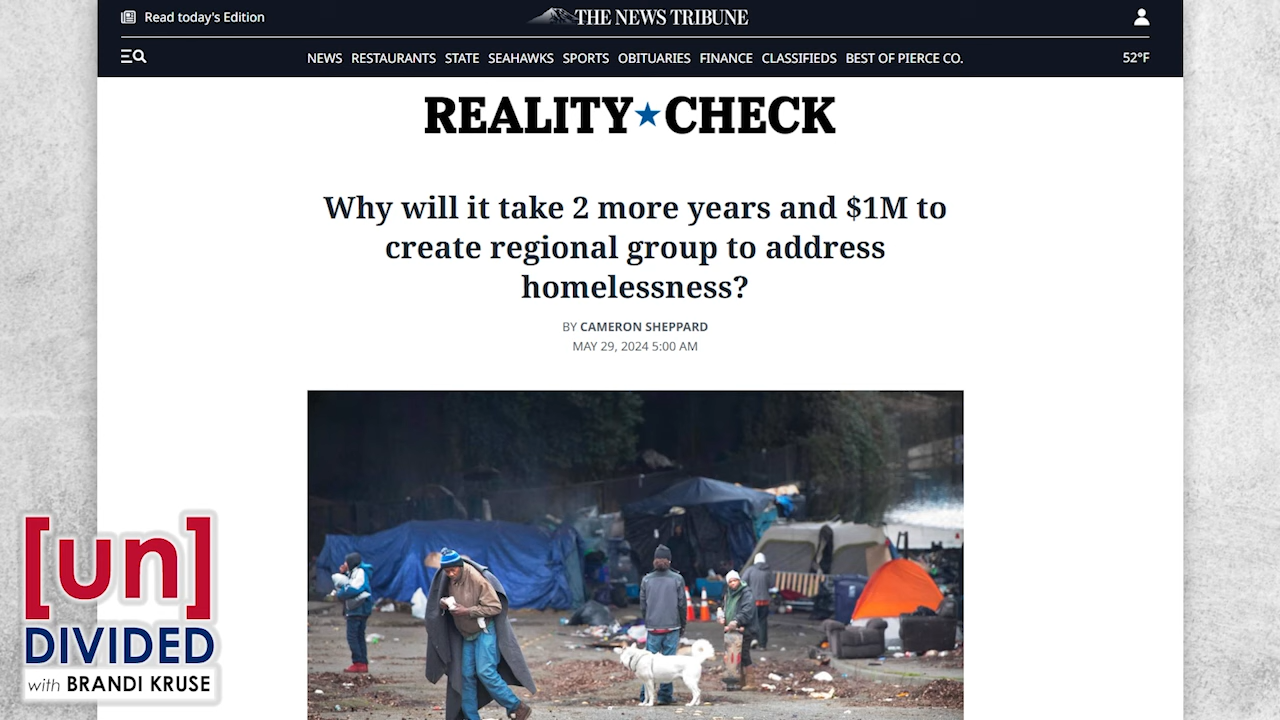 Read today's Edition
THE NEWS TRIBUNE
NEWS RESTAURANTS STATE SEAHAWKS SPORTS OBITUARIES FINANCE CLASSIFIEDS BEST OF PIERCE CO.
52°F
REALITY CHECK
Why will it take 2 more years and $1M to
create regional group to address
homelessness?
BY CAMERON SHEPPARD
MAY 29, 2024 5:00 AM
[un]
DIVIDED
with BRANDI KRUSE